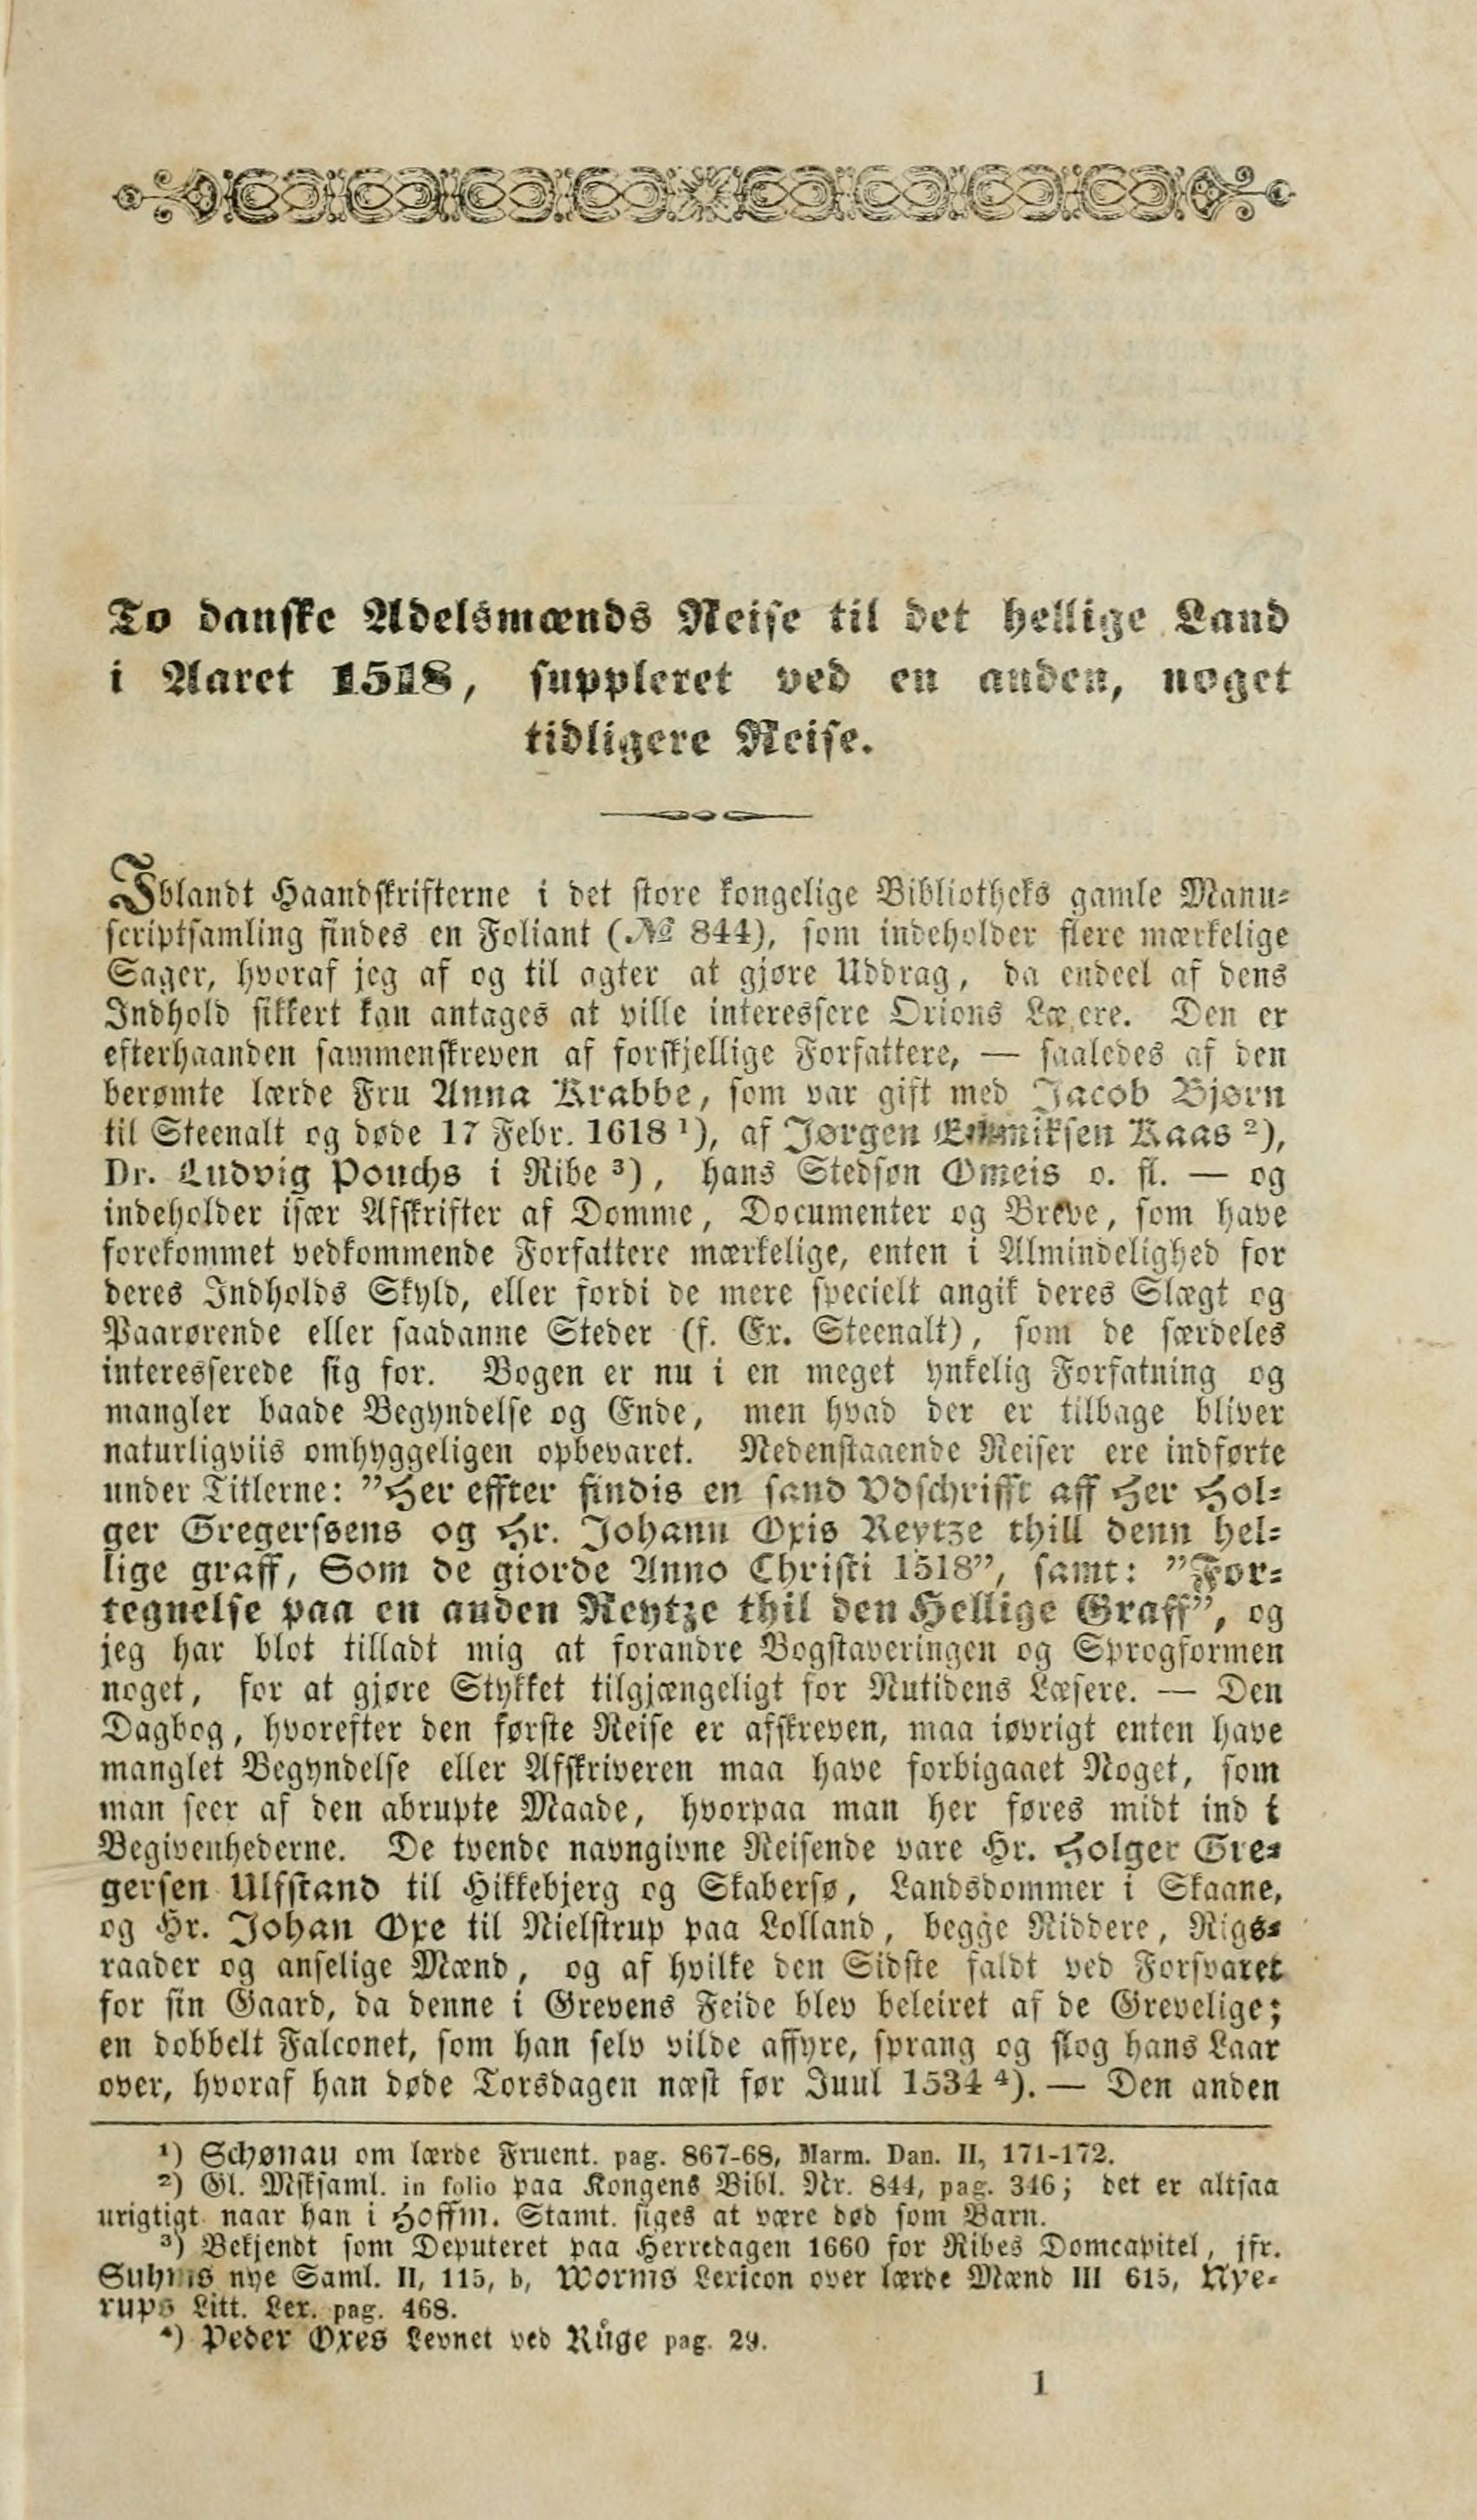 To danske Adelsmænds Reise til det hellige Land
i Aaret 1518, suppleret ved en anden, noget
tidligere Reise.
Iblandt Haandskrifterne i det store kongelige Bibliotheks gamle Manu-
scriptsamling findes en Foliant (№ 844), som indeholder flere mærkelige
Sager, hvoraf jeg af og til agter at gjøre Uddrag, da endeel af dens
Indhold sikkert kan antages at ville interessere Orions Læ ere. Den er
efterhaanden sammenskreven af forskjellige Forfattere, — saaledes af den
berømte lærde Fru Anna Krabbe, som var gift med Jacob Bjørn
til Steenalt og døde 17 Febr. 1618 ¹), af Jørgen Kaas ²),
Dr. Ludvig Pouchs i Ribe ³), hans Stedsøn Omeis o. fl. — og
indeholder især Afskrifter af Domme, Documenter og Breve, som have
forekommet vedkommende Forfattere mærkelige, enten i Almindelighed for
deres Indholds Skyld, eller fordi de mere specielt angik deres Slægt og
Paarørende eller saadanne Steder (f. Ex. Steenalt), som de særdeles
interesserede sig for. Bogen er nu i en meget ynkelig Forfatning og
mangler baade Begyndelse og Ende, men hvad der er tilbage bliver
naturligviis omhyggeligen opbevaret. Nedenstaaende Reiser ere indførte
under Titlerne: ”Her effter findis en sand Vdschrifft aff Her Hol-
ger Gregersøens og Hr. Johann Oxis Reytze thill denn hel-
lige graff, Som de giorde Anno Christi 1518”, samt: ”For-
tegnelse paa en anden Reytze thil den Hellige Graff”, og
jeg har blot tilladt mig at forandre Bogstaveringen og Sprogformen
noget, for at gjøre Stykket tilgjængeligt for Nutidens Læsere. — Den
Dagbog, hvorefter den første Reise er afskreven, maa iøvrigt enten have
manglet Begyndelse eller Afskriveren maa have forbigaaet Noget, som
man seer af den abrupte Maade, hvorpaa man her føres midt ind i
Begivenhederne. De tvende navngivne Reisende vare Hr. Holger Gre-
gersen Ulfstand til Hikkebjerg og Skabersø, Landsdommer i Skaane,
og Hr. Johan Oxe til Nielstrup paa Lolland, begge Riddere, Rigs-
raader og anselige Mænd, og af hvilke den Sidste faldt ved Forsvaret
for sin Gaard, da denne i Grevens Feide blev beleiret af de Grevelige;
en dobbelt Falconet, som han selv vilde affyre, sprang og slog hans Laar
over, hvoraf han døde Torsdagen næst før Juul 1534 ⁴). — Den anden
¹) Schønau om lærde Fruent. pag. 867-68, Marm. Dan. II, 171-172.
²) Gl. Mskſaml. in folio paa Kongens Bibl. Nr. 844, pag. 346; det er altsaa
urigtigt naar han i Hoffm. Stamt. siges at være død som Barn.
³) Bekjendt som Deputeret paa Herredagen 1660 for Ribes Domcapitel, jfr.
Suhms nye Saml. II, 115, b, Worms Lexicon over lærde Mænd III 615, Nye-
rups Litt. Lex. pag. 468.
⁴) Peder Oxes Levnet ved Rüge pag. 29.
1